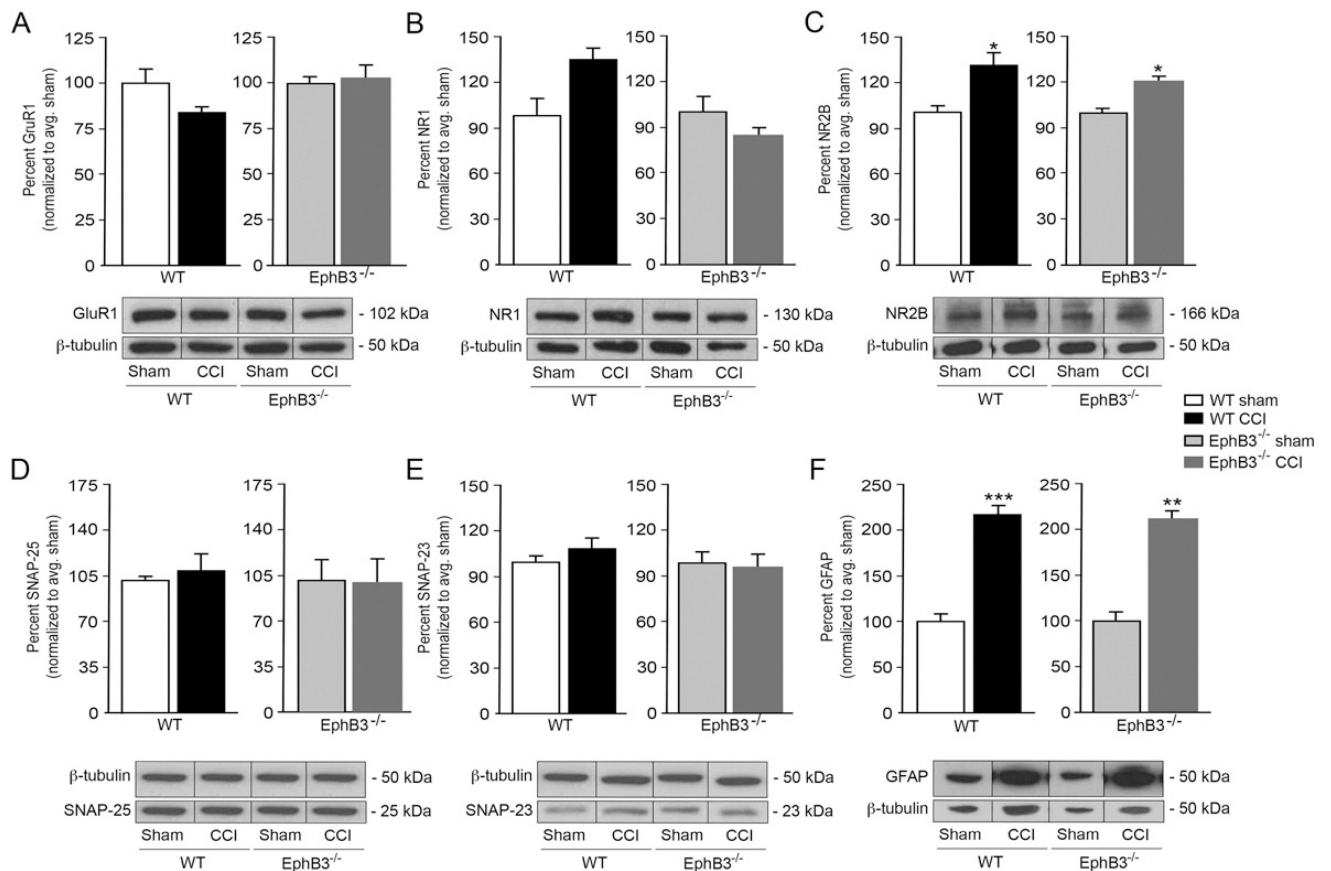 A
Percent GruR1
(normalized to avg. sham)
125
100
75
50
25
0
WT
125
100
75
50
25
0
EphB3-/-
GluR1
- 102 kDa
β-tubulin
- 50 kDa
Sham CCI Sham CCI
WT EphB3-/-
B
Percent NR1
(normalized to avg. sham)
150
120
90
60
30
0
WT
150
120
90
60
30
0
EphB3-/-
NR1
- 130 kDa
β-tubulin
- 50 kDa
Sham CCI Sham CCI
WT EphB3-/-
C
Percent NR2B
(normalized to avg. sham)
150
120
90
60
30
0
*
WT
150
120
90
60
30
0
*
EphB3-/-
NR2B
- 166 kDa
β-tubulin
- 50 kDa
Sham CCI Sham CCI
WT EphB3-/-
WT sham
WT CCI
EphB3-/- sham
EphB3-/- CCI
D
Percent SNAP-25
(normalized to avg. sham)
175
140
105
70
35
0
WT
175
140
105
70
35
0
EphB3-/-
β-tubulin
- 50 kDa
SNAP-25
- 25 kDa
Sham CCI Sham CCI
WT EphB3-/-
E
Percent SNAP-23
(normalized to avg. sham)
150
120
90
60
30
0
WT
150
120
90
60
30
0
EphB3-/-
β-tubulin
- 50 kDa
SNAP-23
- 23 kDa
Sham CCI Sham CCI
WT EphB3-/-
F
Percent GFAP
(normalized to avg. sham)
250
200
150
100
50
0
***
WT
250
200
150
100
50
0
**
EphB3-/-
GFAP
- 50 kDa
β-tubulin
- 50 kDa
Sham CCI Sham CCI
WT EphB3-/-